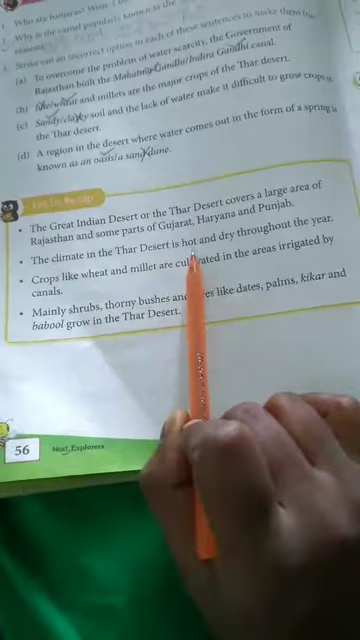 Who are banjaras? Write
Why is the camel popularly known as the
reasons.
Strike out an incorrect option in each of these sentences to make them true
(a) To overcome the problem of water scarcity, the Government of
Rajasthan built the Mahatma Gandhi/Indira Gandhi canal.
(b) Rice/wheat and millets are the major crops of the Thar desert.
(c) Sandy/clayey soil and the lack of water make it difficult to grow crops in
the Thar desert.
(d) A region in the desert where water comes out in the form of a spring is
known as an oasis/a sand dune.
• The Great Indian Desert or the Thar Desert covers a large area of
Rajasthan and some parts of Gujarat, Haryana and Punjab.
• The climate in the Thar Desert is hot and dry throughout the year.
• Crops like wheat and millet are cultivated in the areas irrigated by
canals.
• Mainly shrubs, thorny bushes and trees like dates, palms, kikar and
babool grow in the Thar Desert.
56
Next Explorers